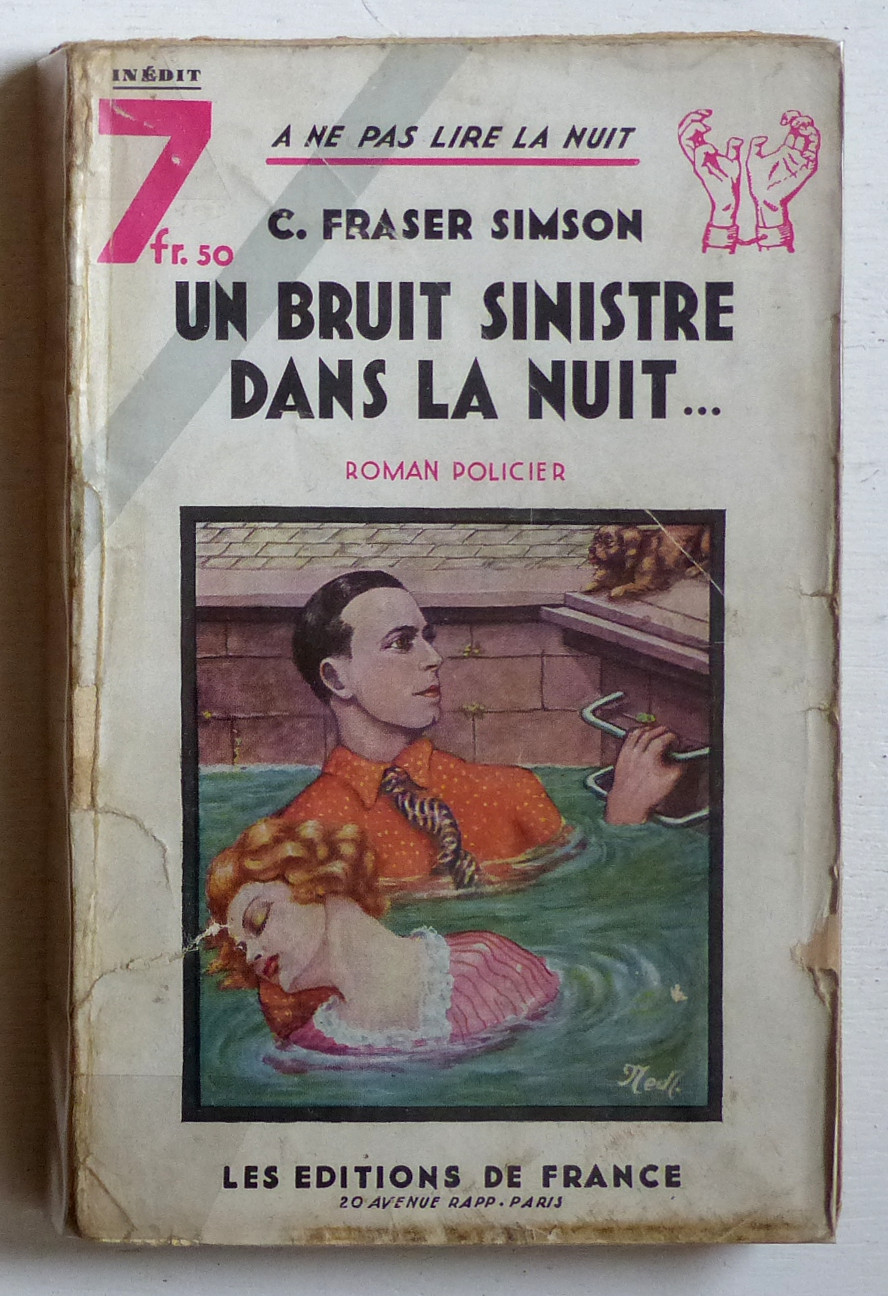 INÉDIT
7 fr. 50
A NE PAS LIRE LA NUIT
C. FRASER SIMSON
UN BRUIT SINISTRE
DANS LA NUIT...
ROMAN POLICIER
LES EDITIONS DE FRANCE
20 AVENUE RAPP. PARIS